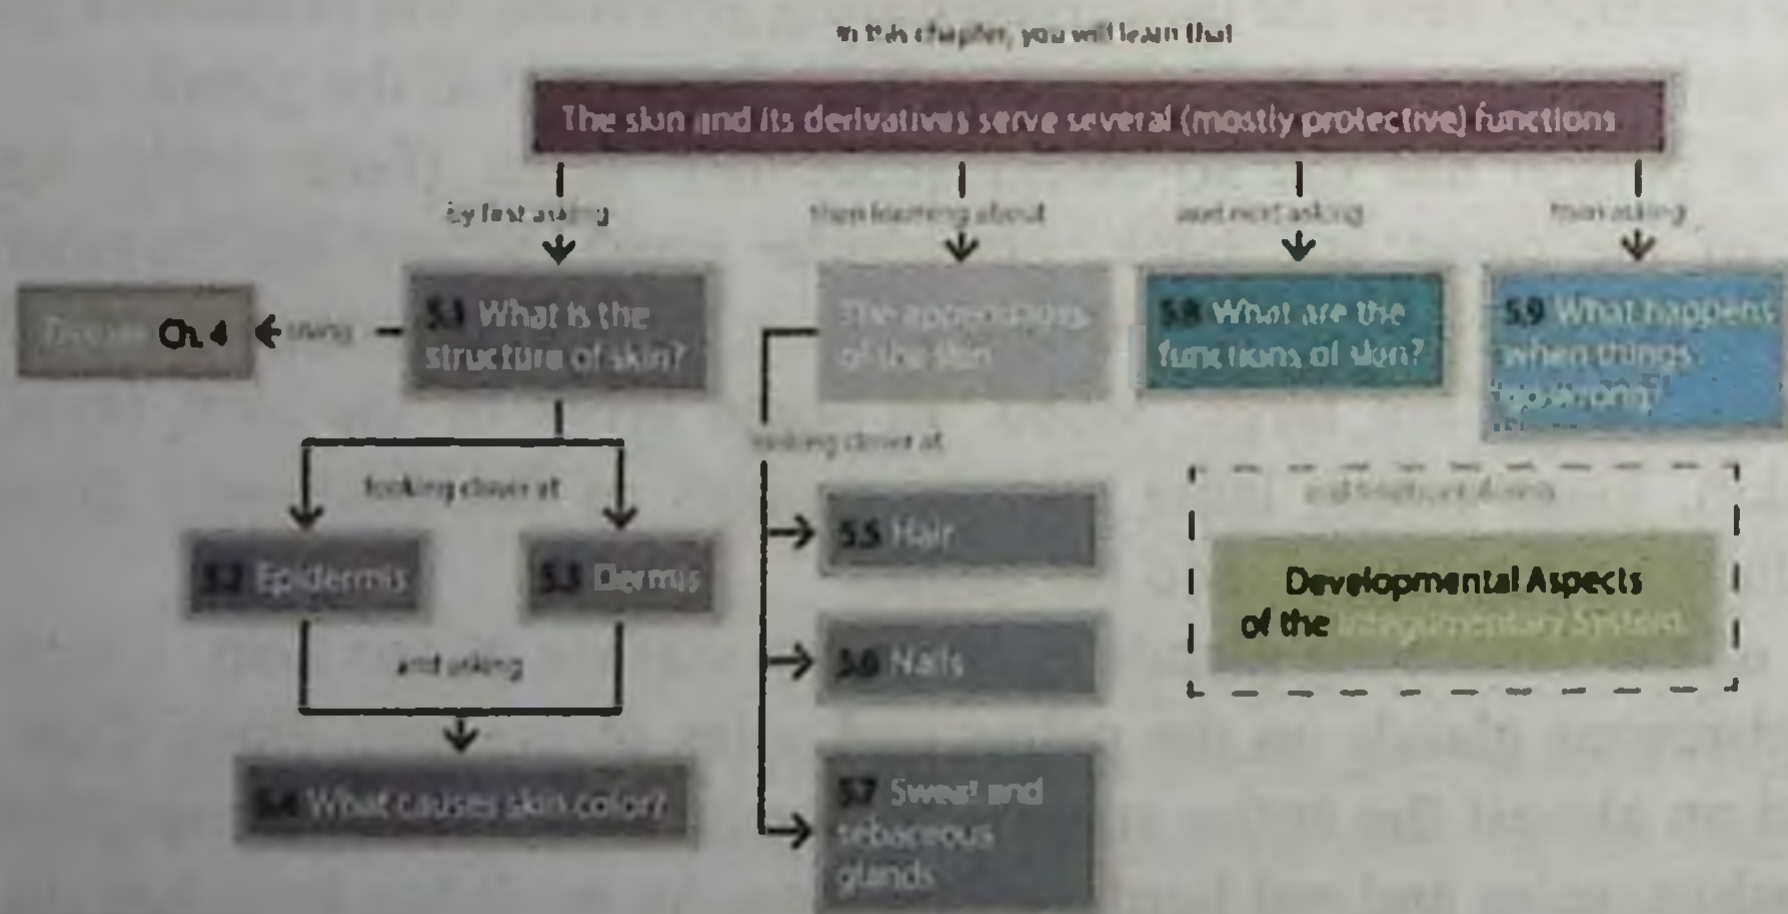 In this chapter, you will learn that
The skin and its derivatives serve several (mostly protective) functions
by first asking
then learning about
and next asking
then asking
Ch. 4
using
5.1 What is the
structure of skin?
The appendages
of the skin
5.8 What are the
functions of skin?
5.9 What happens
when things
go wrong?
looking closer at
looking closer at
5.2 Epidermis
5.3 Dermis
and asking
5.4 What causes skin color?
5.5 Hair
5.6 Nails
5.7 Sweat and
sebaceous
glands
Developmental Aspects
of the Integumentary System